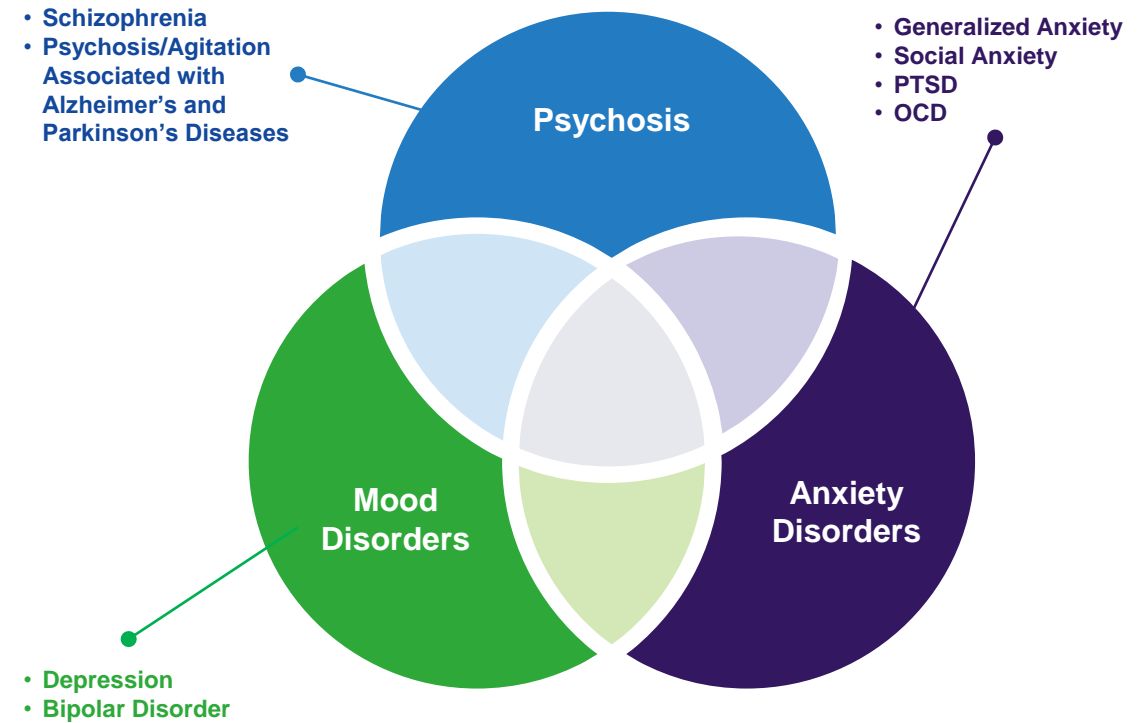 • Schizophrenia
• Psychosis/Agitation
Associated with
Alzheimer's and
Parkinson's Diseases
• Generalized Anxiety
• Social Anxiety
• PTSD
• OCD
Psychosis
Mood
Disorders
Anxiety
Disorders
• Depression
• Bipolar Disorder